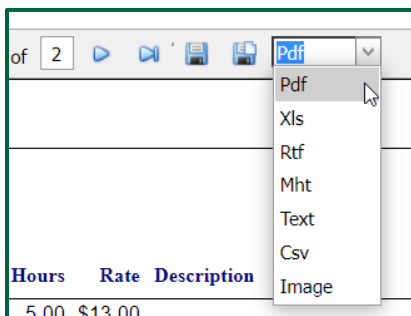 of 2 Pdf
Pdf
Xls
Rtf
Mht
Text
Csv
Image
Hours Rate Description
5.00 $13.00